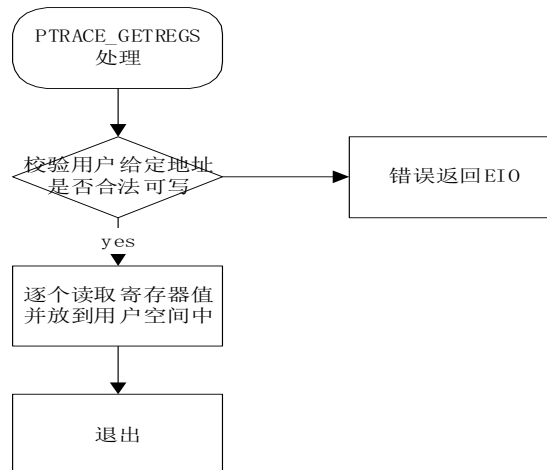 PTRACE_GETREGS
处理
校验用户给定地址
是否合法可写
错误返回EIO
yes
逐个读取寄存器值
并放到用户空间中
退出